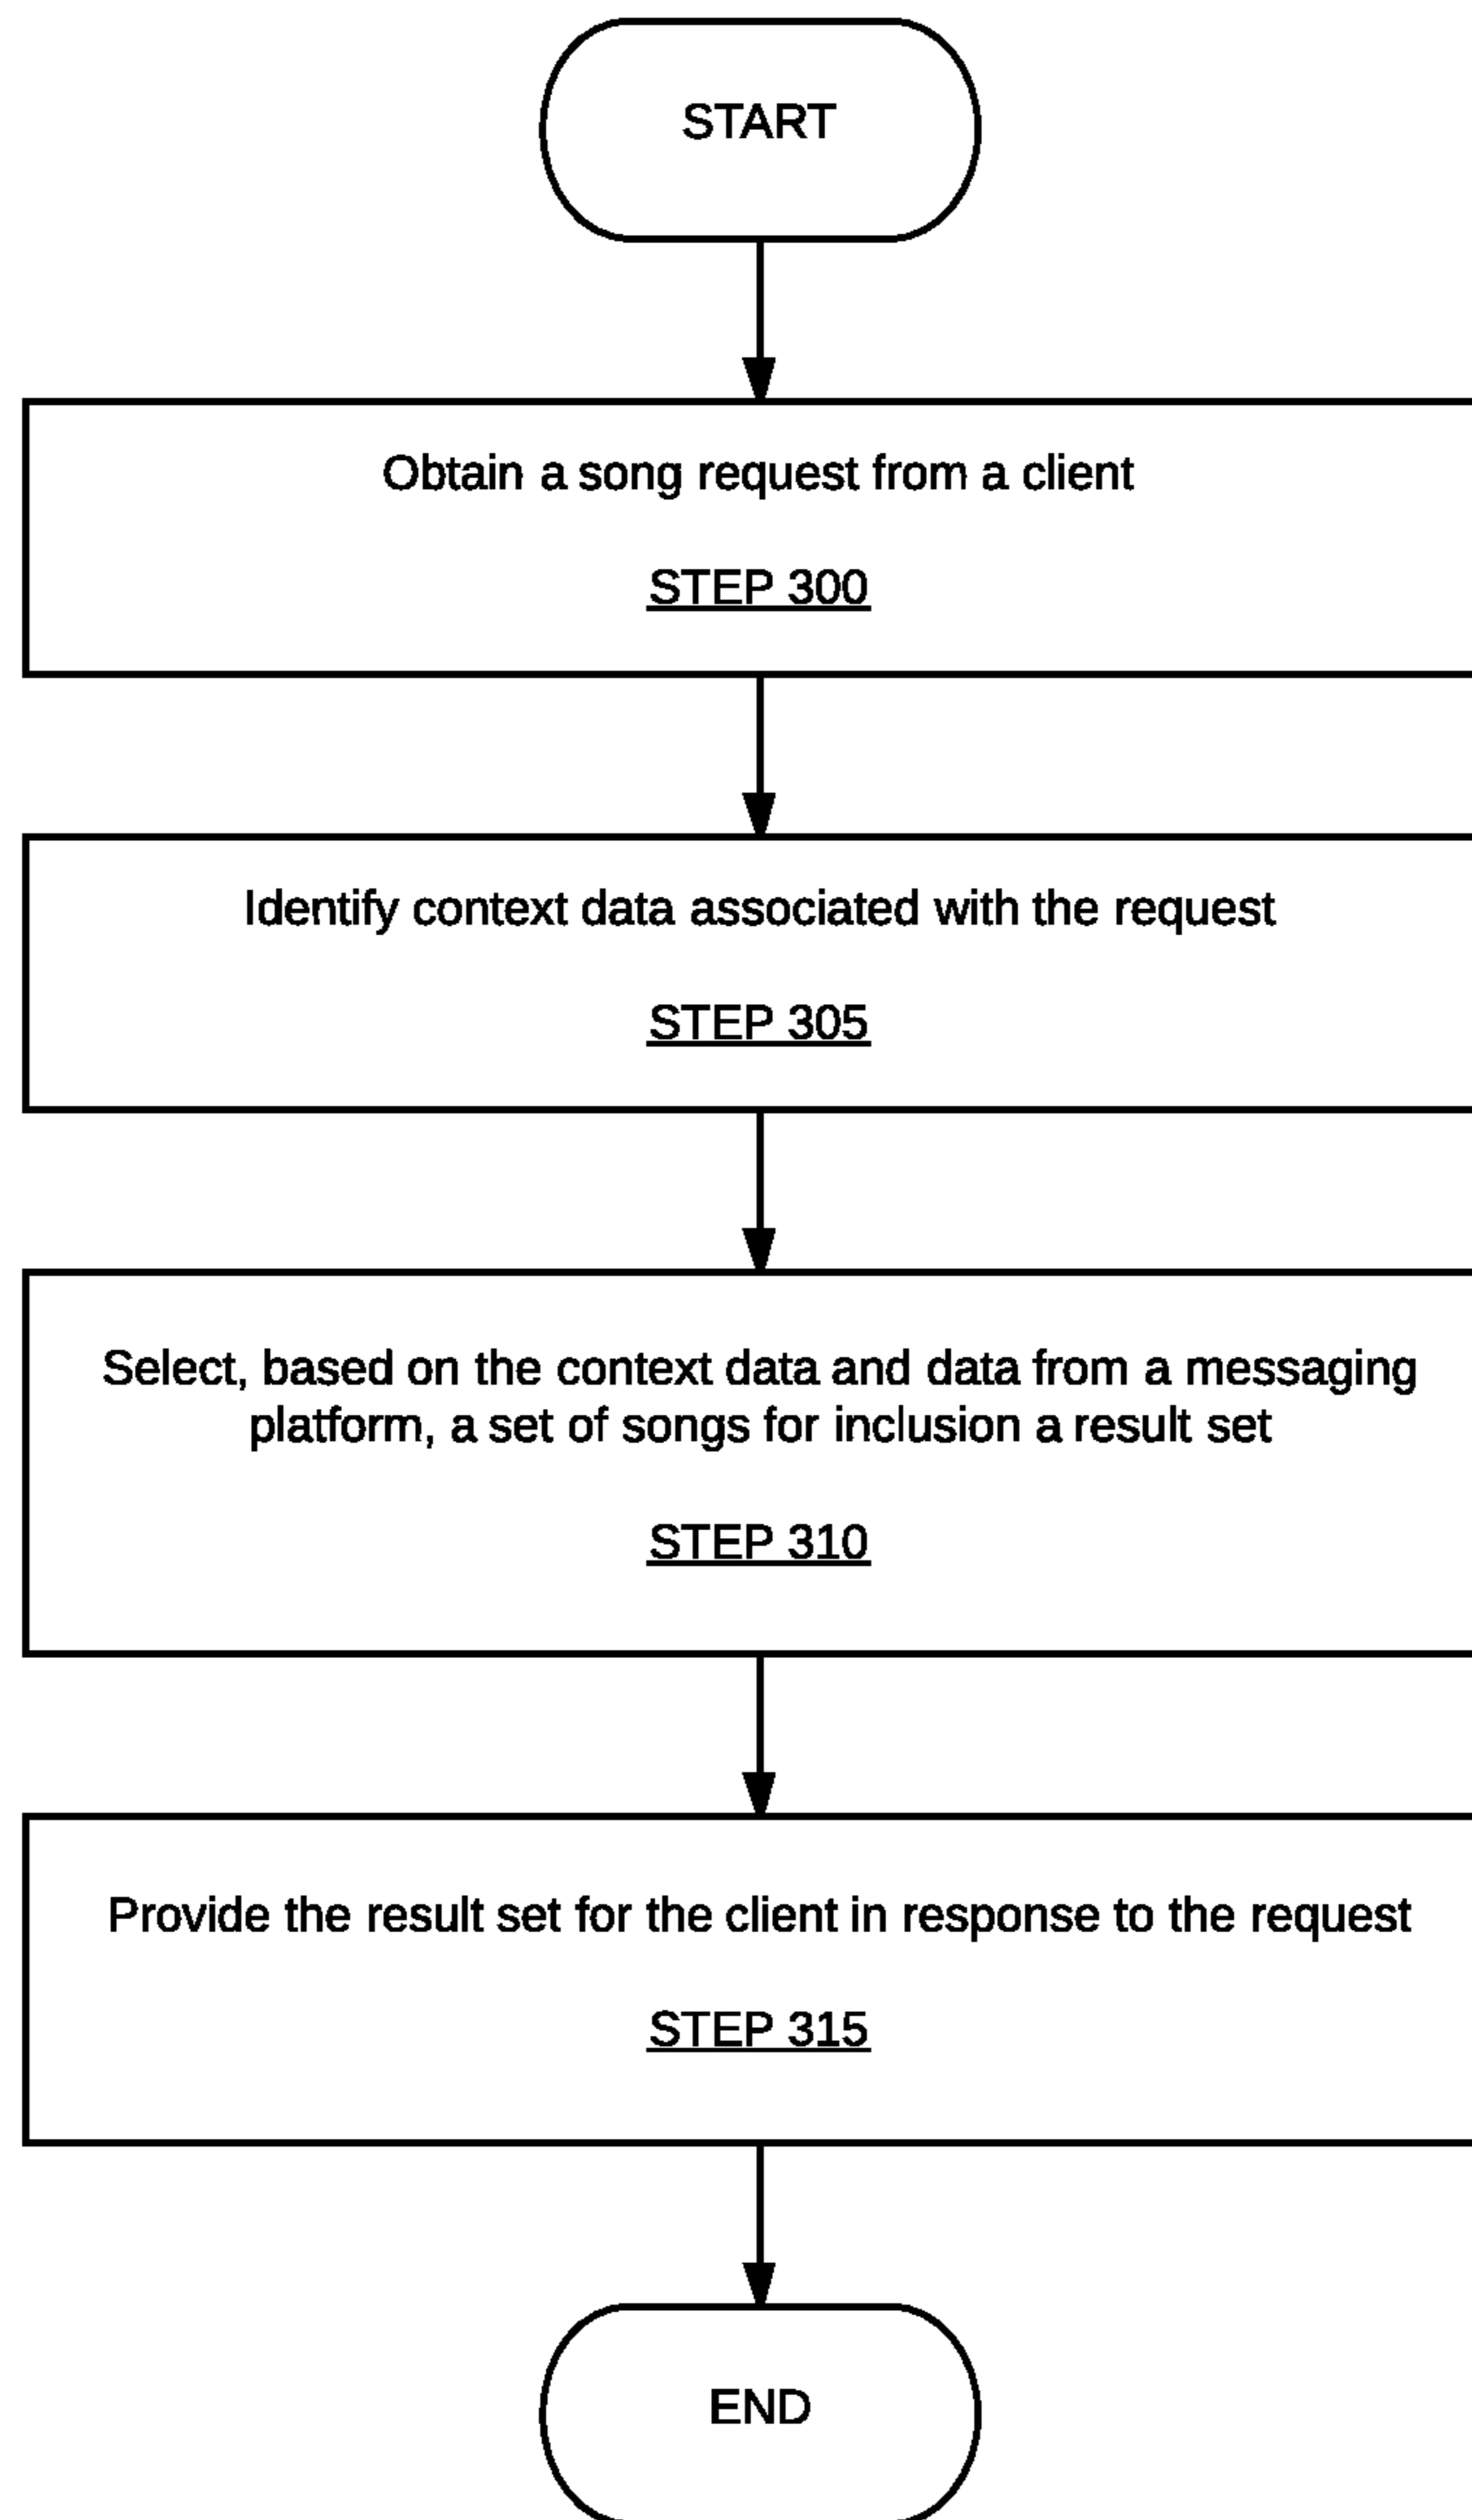 START
Obtain a song request from a client
STEP 300
Identify context data associated with the request
STEP 305
Select, based on the context data and data from a messaging
platform, a set of songs for inclusion a result set
STEP 310
Provide the result set for the client in response to the request
STEP 315
END